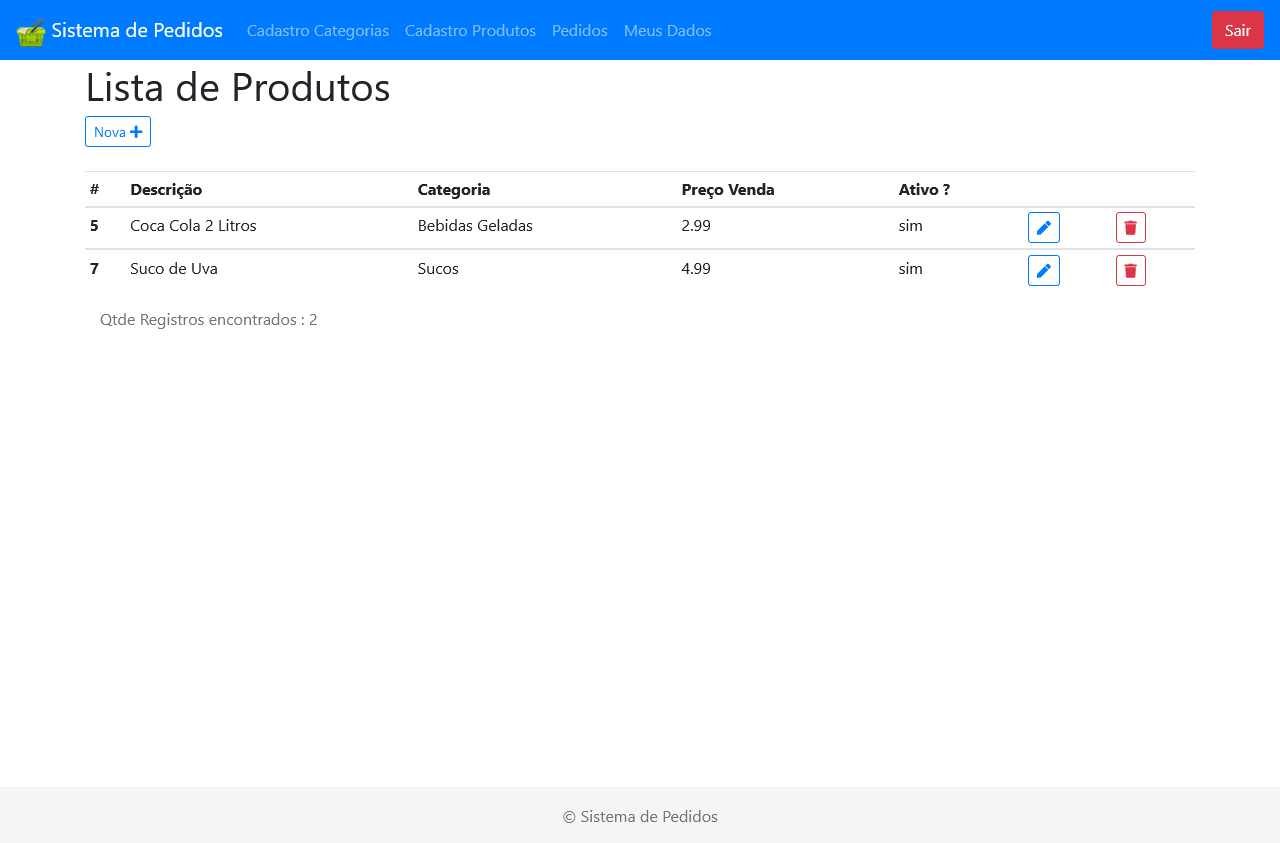 Sistema de Pedidos Cadastro Categorias Cadastro Produtos Pedidos Meus Dados Sair
Lista de Produtos
Nova
# Descrição Categoria Preço Venda Ativo ?
5 Coca Cola 2 Litros Bebidas Geladas 2.99 sim
7 Suco de Uva Sucos 4.99 sim
Qtde Registros encontrados : 2
© Sistema de Pedidos